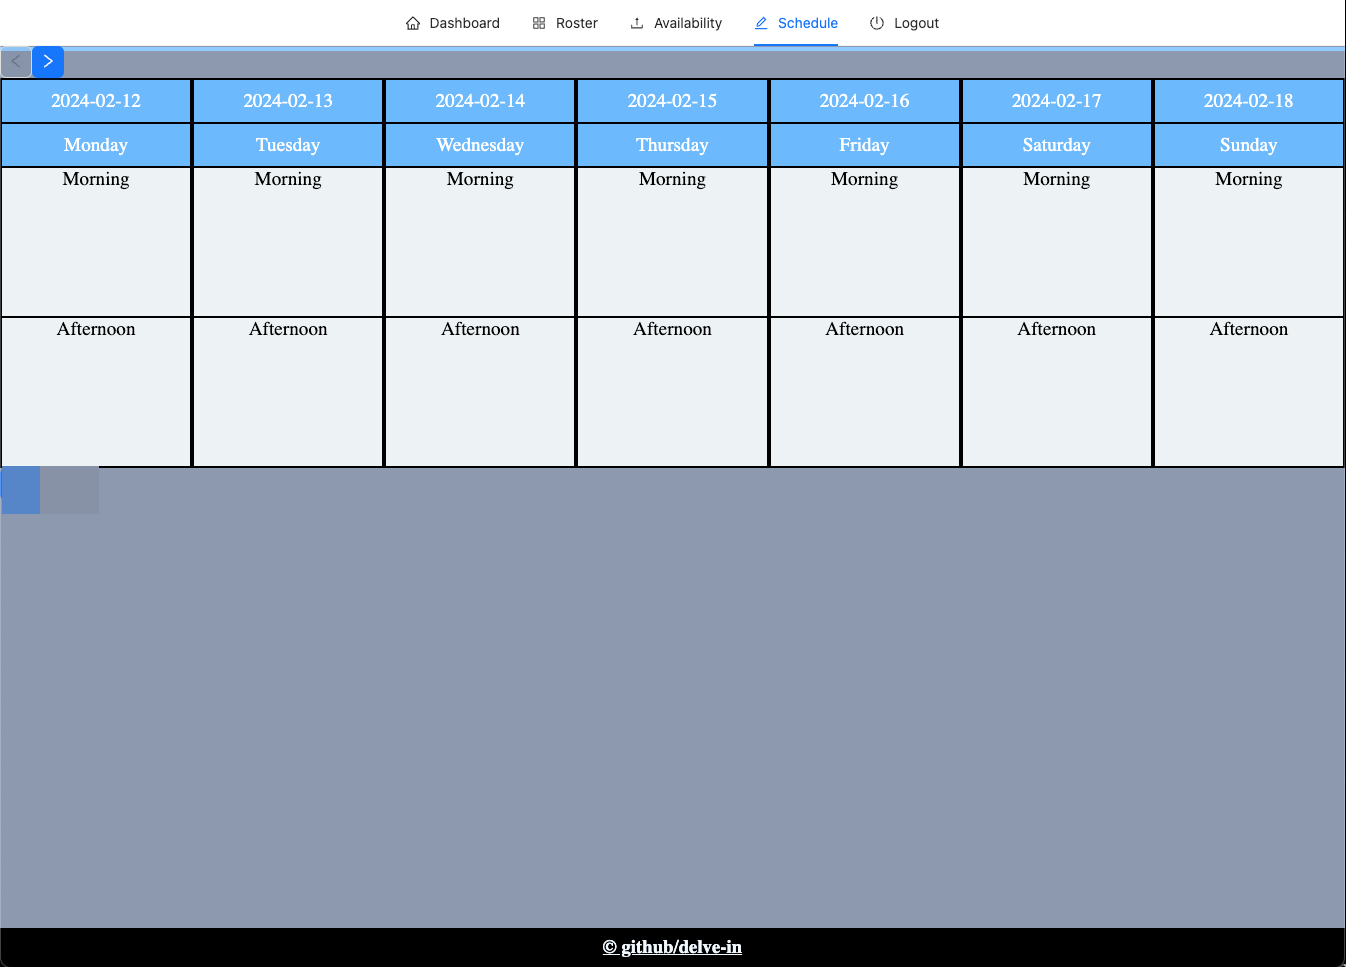 Dashboard Roster Availability Schedule Logout
2024-02-12 2024-02-13 2024-02-14 2024-02-15 2024-02-16 2024-02-17 2024-02-18
Monday Tuesday Wednesday Thursday Friday Saturday Sunday
Morning Morning Morning Morning Morning Morning Morning
Afternoon Afternoon Afternoon Afternoon Afternoon Afternoon Afternoon
© github/delve-in